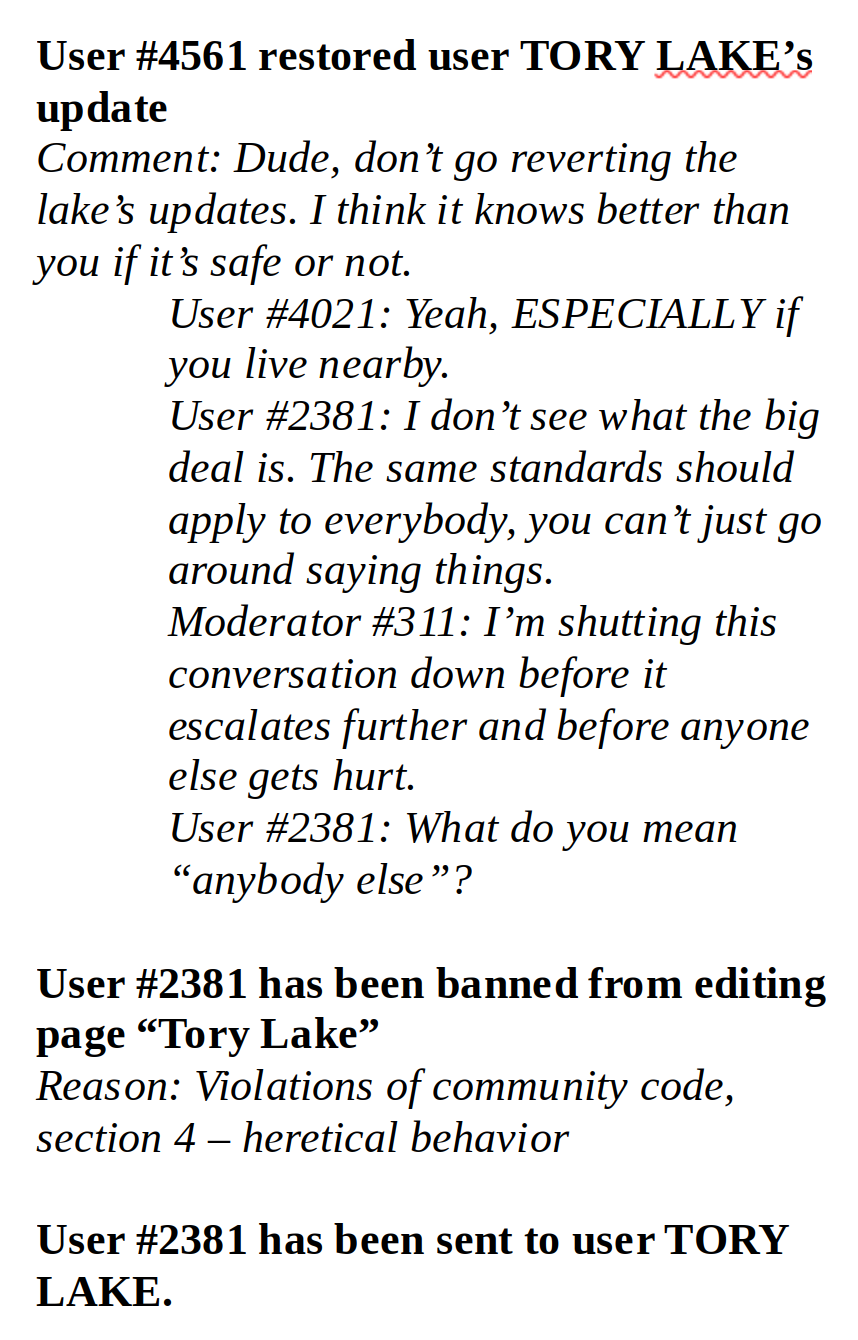 User #4561 restored user TORY LAKE’s
update
Comment: Dude, don’t go reverting the
lake’s updates. I think it knows better than
you if it’s safe or not.
User #4021: Yeah, ESPECIALLY if
you live nearby.
User #2381: I don’t see what the big
deal is. The same standards should
apply to everybody, you can’t just go
around saying things.
Moderator #311: I’m shutting this
conversation down before it
escalates further and before anyone
else gets hurt.
User #2381: What do you mean
“anybody else”?
User #2381 has been banned from editing
page “Tory Lake”
Reason: Violations of community code,
section 4 – heretical behavior
User #2381 has been sent to user TORY
LAKE.